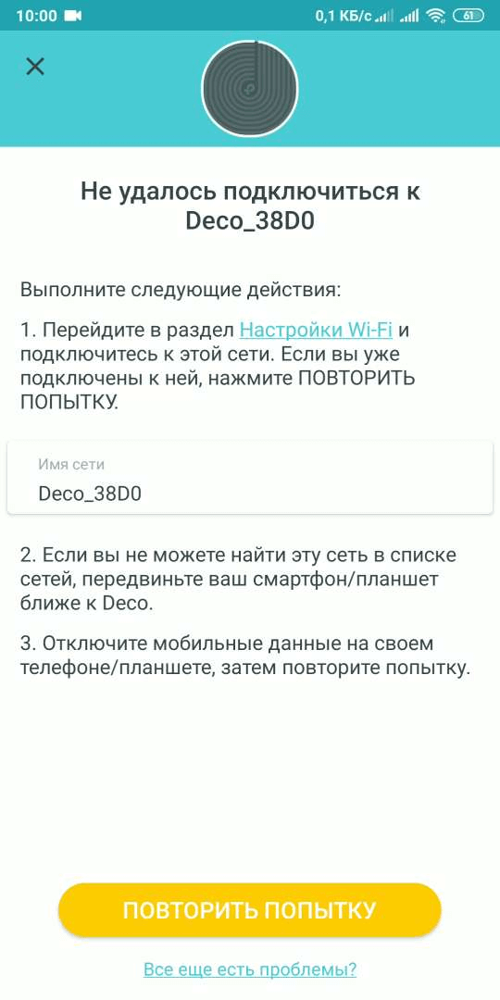 10:00 0,1 КБ/с 61
Не удалось подключиться к
Deco_38D0
Выполните следующие действия:
1. Перейдите в раздел Настройки Wi-Fi и
подключитесь к этой сети. Если вы уже
подключены к ней, нажмите ПОВТОРИТЬ
ПОПЫТКУ.
Имя сети
Deco_38D0
2. Если вы не можете найти эту сеть в списке
сетей, передвиньте ваш смартфон/планшет
ближе к Deco.
3. Отключите мобильные данные на своем
телефоне/планшете, затем повторите попытку.
ПОВТОРИТЬ ПОПЫТКУ
Все еще есть проблемы?